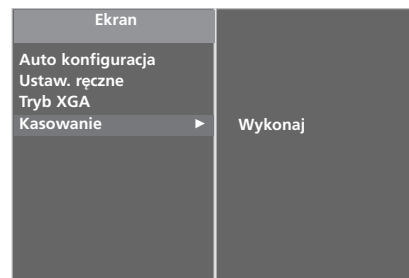 Ekran
Auto konfiguracja
Ustaw. ręczne
Tryb XGA
Kasowanie ►
Wykonaj